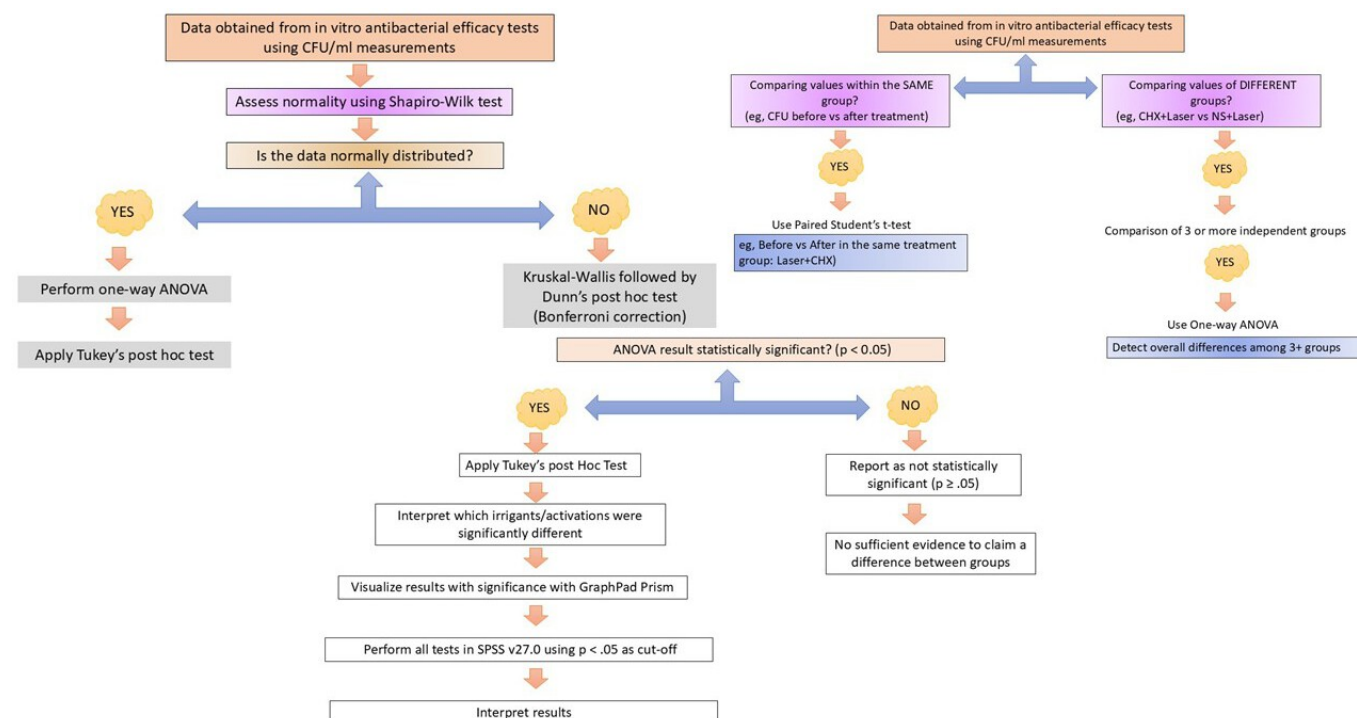 Data obtained from in vitro antibacterial efficacy tests
using CFU/ml measurements
Assess normality using Shapiro-Wilk test
Is the data normally distributed?
YES
NO
Perform one-way ANOVA
Apply Tukey's post hoc test
Kruskal-Wallis followed by
Dunn's post hoc test
(Bonferroni correction)
Data obtained from in vitro antibacterial efficacy tests
using CFU/ml measurements
Comparing values within the SAME
group?
(eg, CFU before vs after treatment)
YES
Use Paired Student's t-test
eg, Before vs After in the same treatment
group: Laser+CHX)
Comparing values of DIFFERENT
groups?
(eg, CHX+Laser vs NS+Laser)
YES
Comparison of 3 or more independent groups
YES
Use One-way ANOVA
Detect overall differences among 3+ groups
ANOVA result statistically significant? (p < 0.05)
YES
NO
Apply Tukey's post Hoc Test
Interpret which irrigants/activations were
significantly different
Visualize results with significance with GraphPad Prism
Perform all tests in SPSS v27.0 using p < .05 as cut-off
Interpret results
Report as not statistically
significant (p ≥ .05)
No sufficient evidence to claim a
difference between groups